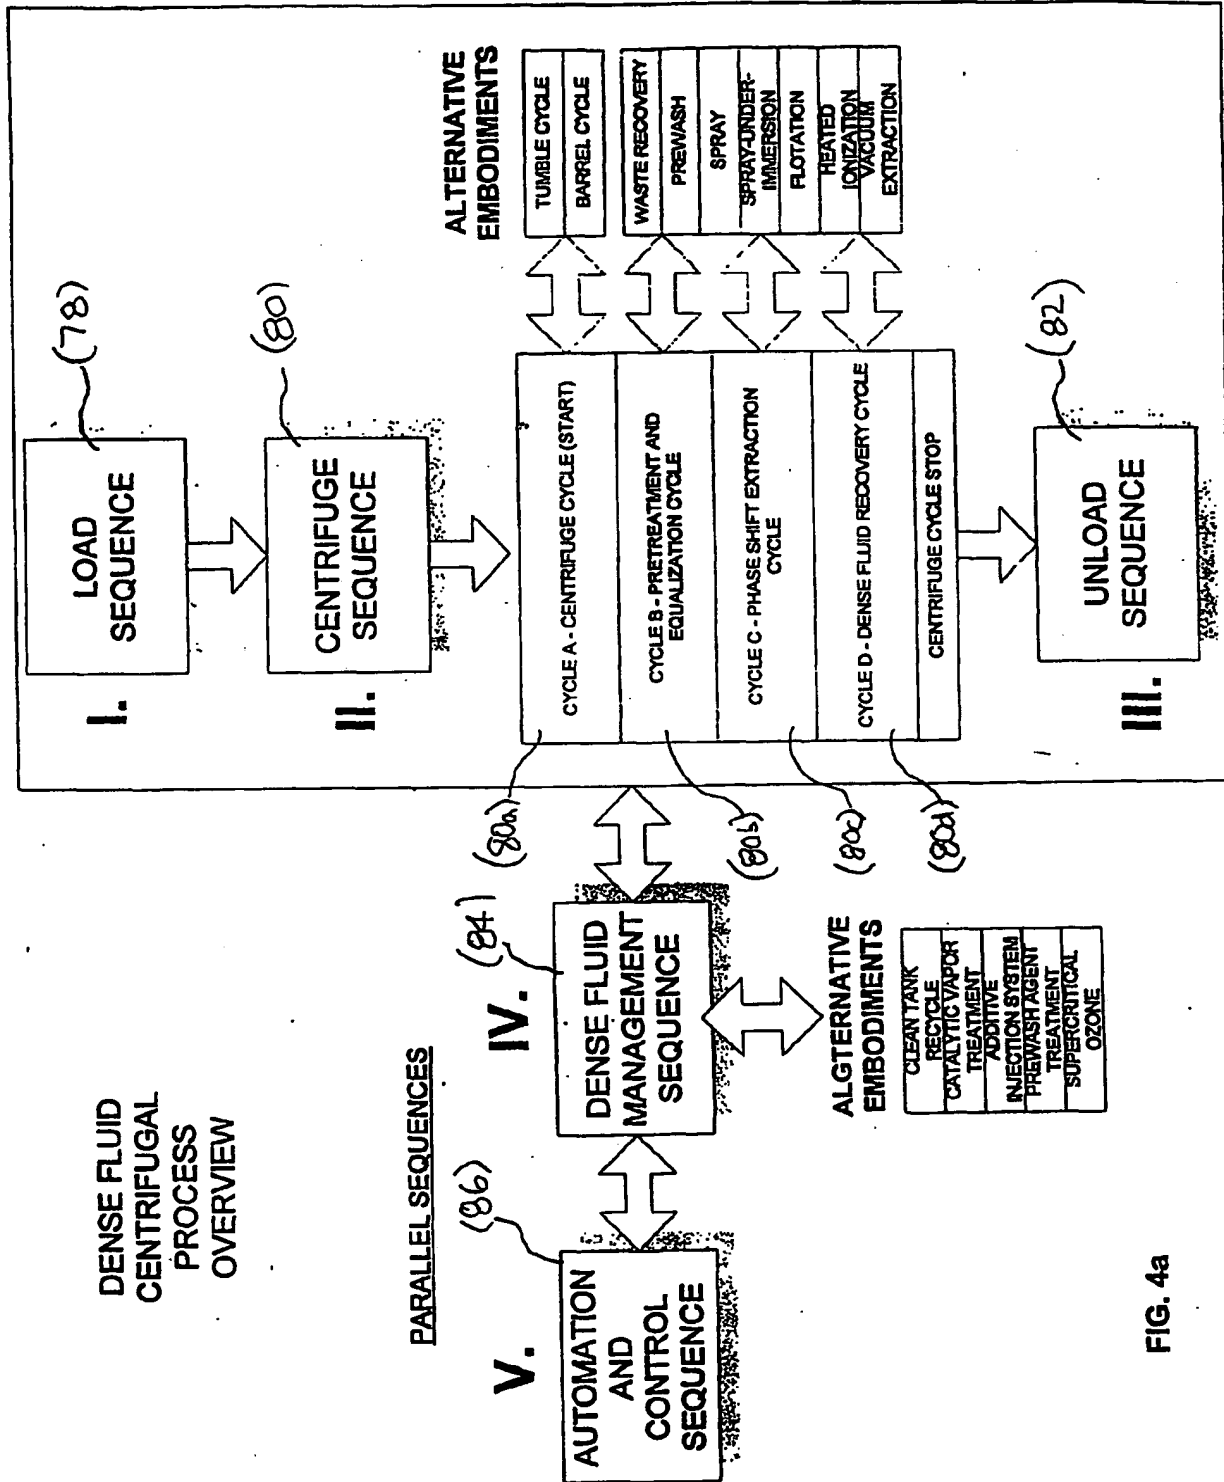 DENSE FLUID
CENTRIFUGAL
PROCESS
OVERVIEW
PARALLEL SEQUENCES
V.
(86)
AUTOMATION
AND
CONTROL
SEQUENCE
IV.
(84)
DENSE FLUID
MANAGEMENT
SEQUENCE
ALGTERNATIVE
EMBODIMENTS
CLEAN TANK
RECYCLE
CATALYTIC VAPOR
TREATMENT
ADDITIVE
INJECTION SYSTEM
PREWASH AGENT
TREATMENT
SUPERCRITICAL
OZONE
I.
LOAD
SEQUENCE
(78)
II.
CENTRIFUGE
SEQUENCE
(80)
(80a)
CYCLE A - CENTRIFUGE CYCLE (START)
(80b)
CYCLE B - PRETREATMENT AND
EQUALIZATION CYCLE
(80c)
CYCLE C - PHASE SHIFT EXTRACTION
CYCLE
(80d)
CYCLE D - DENSE FLUID RECOVERY CYCLE
CENTRIFUGE CYCLE STOP
ALTERNATIVE
EMBODIMENTS
TUMBLE CYCLE
BARREL CYCLE
WASTE RECOVERY
PREWASH
SPRAY
SPRAY-UNDER-
IMMERSION
FLOTATION
HEATED
IONIZATION
VACUUM
EXTRACTION
III.
UNLOAD
SEQUENCE
(82)
FIG. 4a